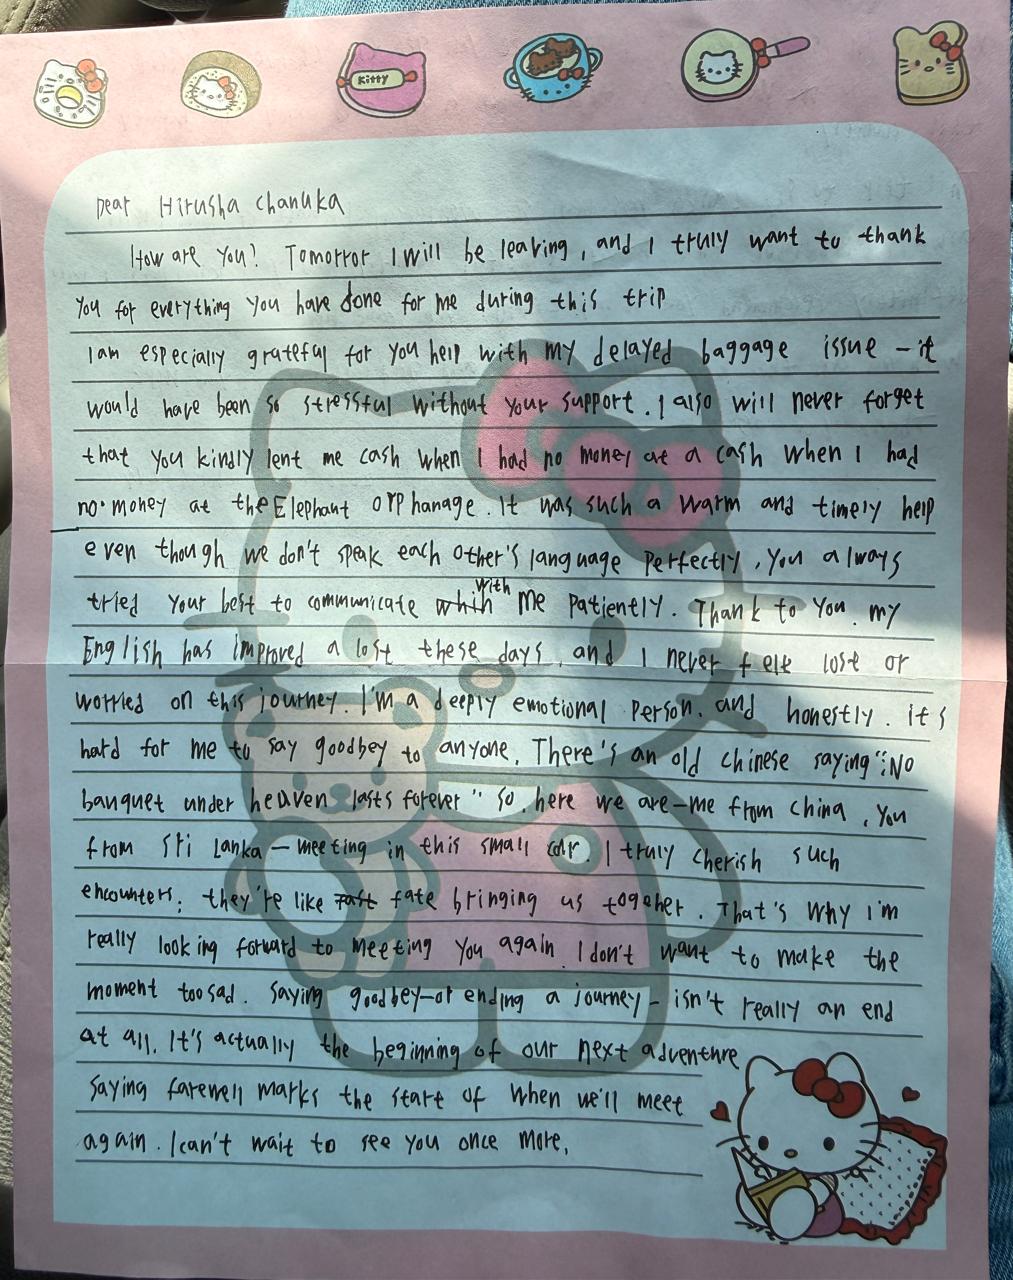 Kitty
Dear Hirusha chanuka
How are You? Tomorror I will be leaving, and I truly want to thank
You for everything you have done for me during this trip
I am especially grateful for you help with my delayed baggage issue – it
would have been so stressful without your support. I also will never forget
that you kindly lent me cash when I had no money at a cash when I had
no money at the Elephant orphanage. It was such a warm and timely help
even though we don't speak each other's language perfectly, you always
tried your best to communicate with me patiently. Thank to you my
English has improved a lost these days, and I never felt lost or
worried on this journey. I'm a deeply emotional person. and honestly. it's
hard for me to say goodbey to anyone. There's an old chinese saying ": No
banquet under heaven lasts forever" so. here we are—me from china, you
from sri Lanka — meeting in this small car I truly cherish such
encounters; they're like fate bringing us together. That's why I'm
really looking forward to meeting you again I don't want to make the
moment too sad. saying goodbey—or ending a journey – isn't really an end
at all. It's actually the beginning of our next adventure
saying farewell marks the start of when we'll meet
again. I can't wait to see you once more.